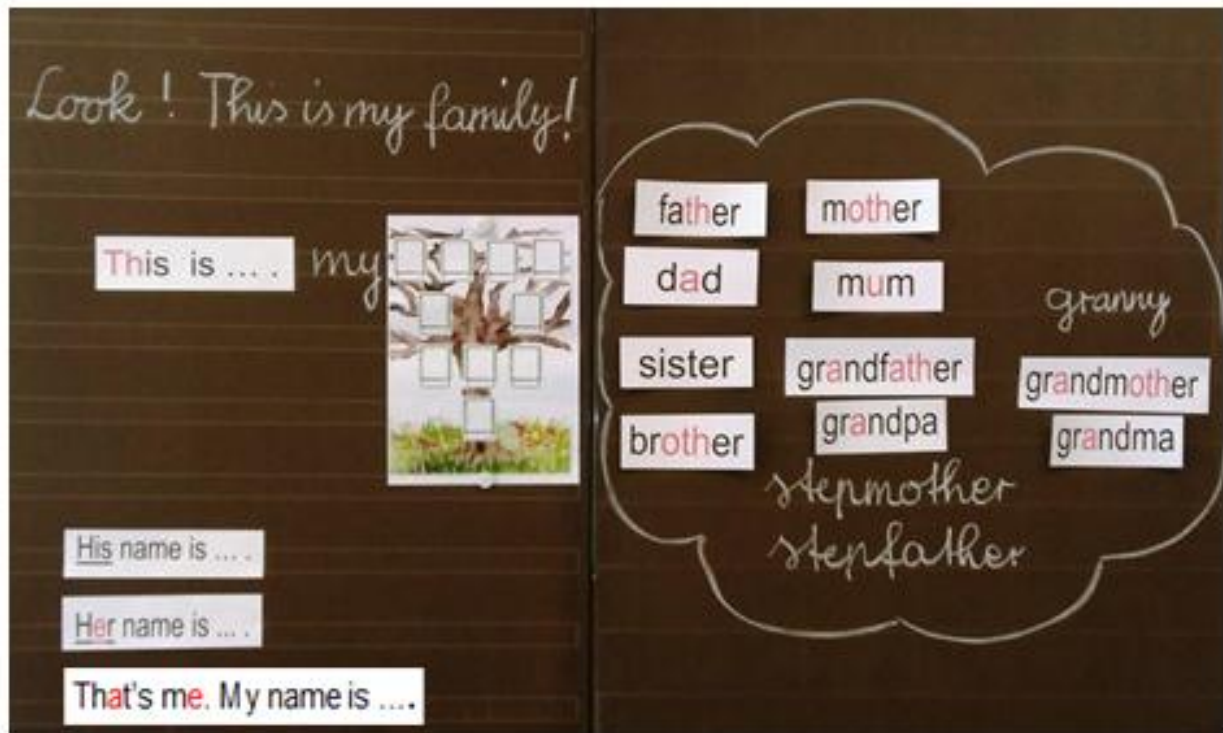 Look! This is my family!
This is ... . my
His name is ... .
Her name is ... .
That's me. My name is ....
father mother
dad mum
granny
sister grandfather grandmother
brother grandpa grandma
stepmother
stepfather